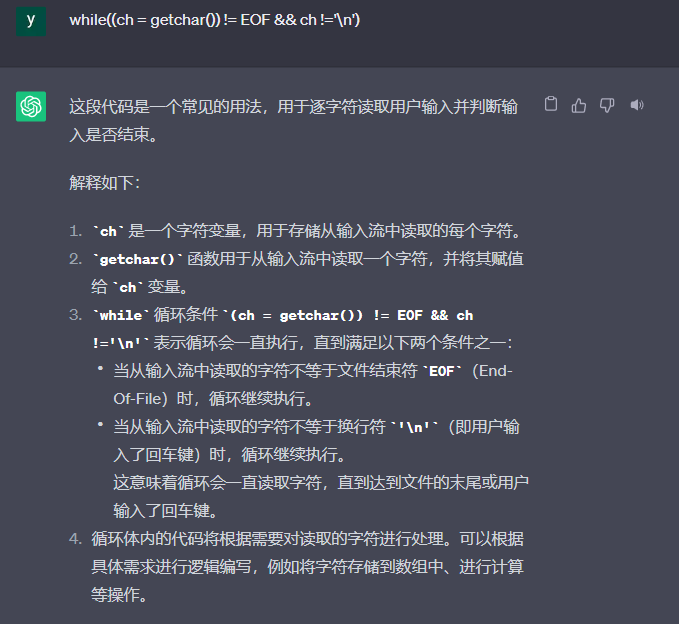 y
while((ch = getchar()) != EOF && ch !='\n')
这段代码是一个常见的用法，用于逐字符读取用户输入并判断输
入是否结束。
解释如下：
1. `ch` 是一个字符变量，用于存储从输入流中读取的每个字符。
2. `getchar()` 函数用于从输入流中读取一个字符，并将其赋值
给 `ch` 变量。
3. `while` 循环条件 `(ch = getchar()) != EOF && ch
!='\n'` 表示循环会一直执行，直到满足以下两个条件之一：
• 当从输入流中读取的字符不等于文件结束符 `EOF`（End-
Of-File）时，循环继续执行。
• 当从输入流中读取的字符不等于换行符 `'\n'`（即用户输
入了回车键）时，循环继续执行。
这意味着循环会一直读取字符，直到达到文件的末尾或用户
输入了回车键。
4. 循环体内的代码将根据需要对读取的字符进行处理。可以根据
具体需求进行逻辑编写，例如将字符存储到数组中、进行计算
等操作。